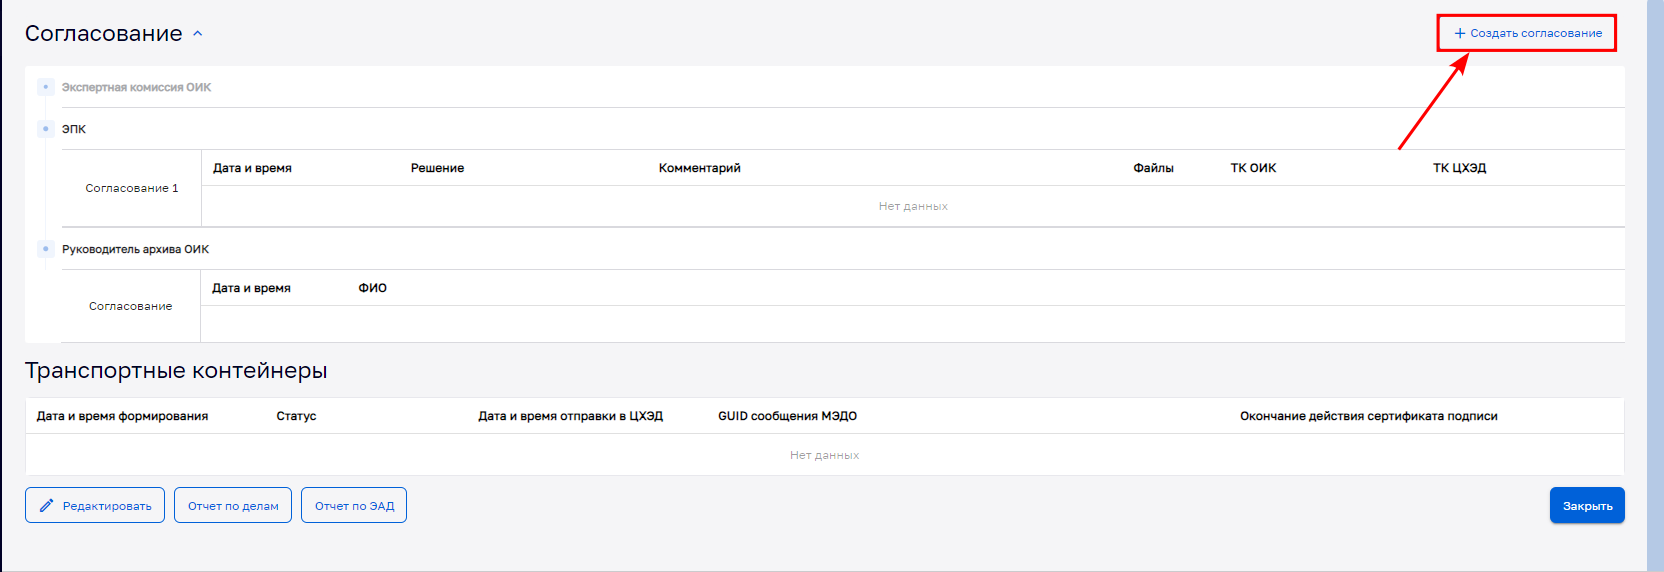 Согласование
+ Создать согласование
Экспертная комиссия ОИК
ЭПК
Дата и время Решение Комментарий Файлы ТК ОИК ТК ЦХЭД
Согласование 1
Нет данных
Руководитель архива ОИК
Дата и время ФИО
Согласование
Транспортные контейнеры
Дата и время формирования Статус Дата и время отправки в ЦХЭД GUID сообщения МЭДО Окончание действия сертификата подписи
Нет данных
Редактировать Отчет по делам Отчет по ЭАД Закрыть